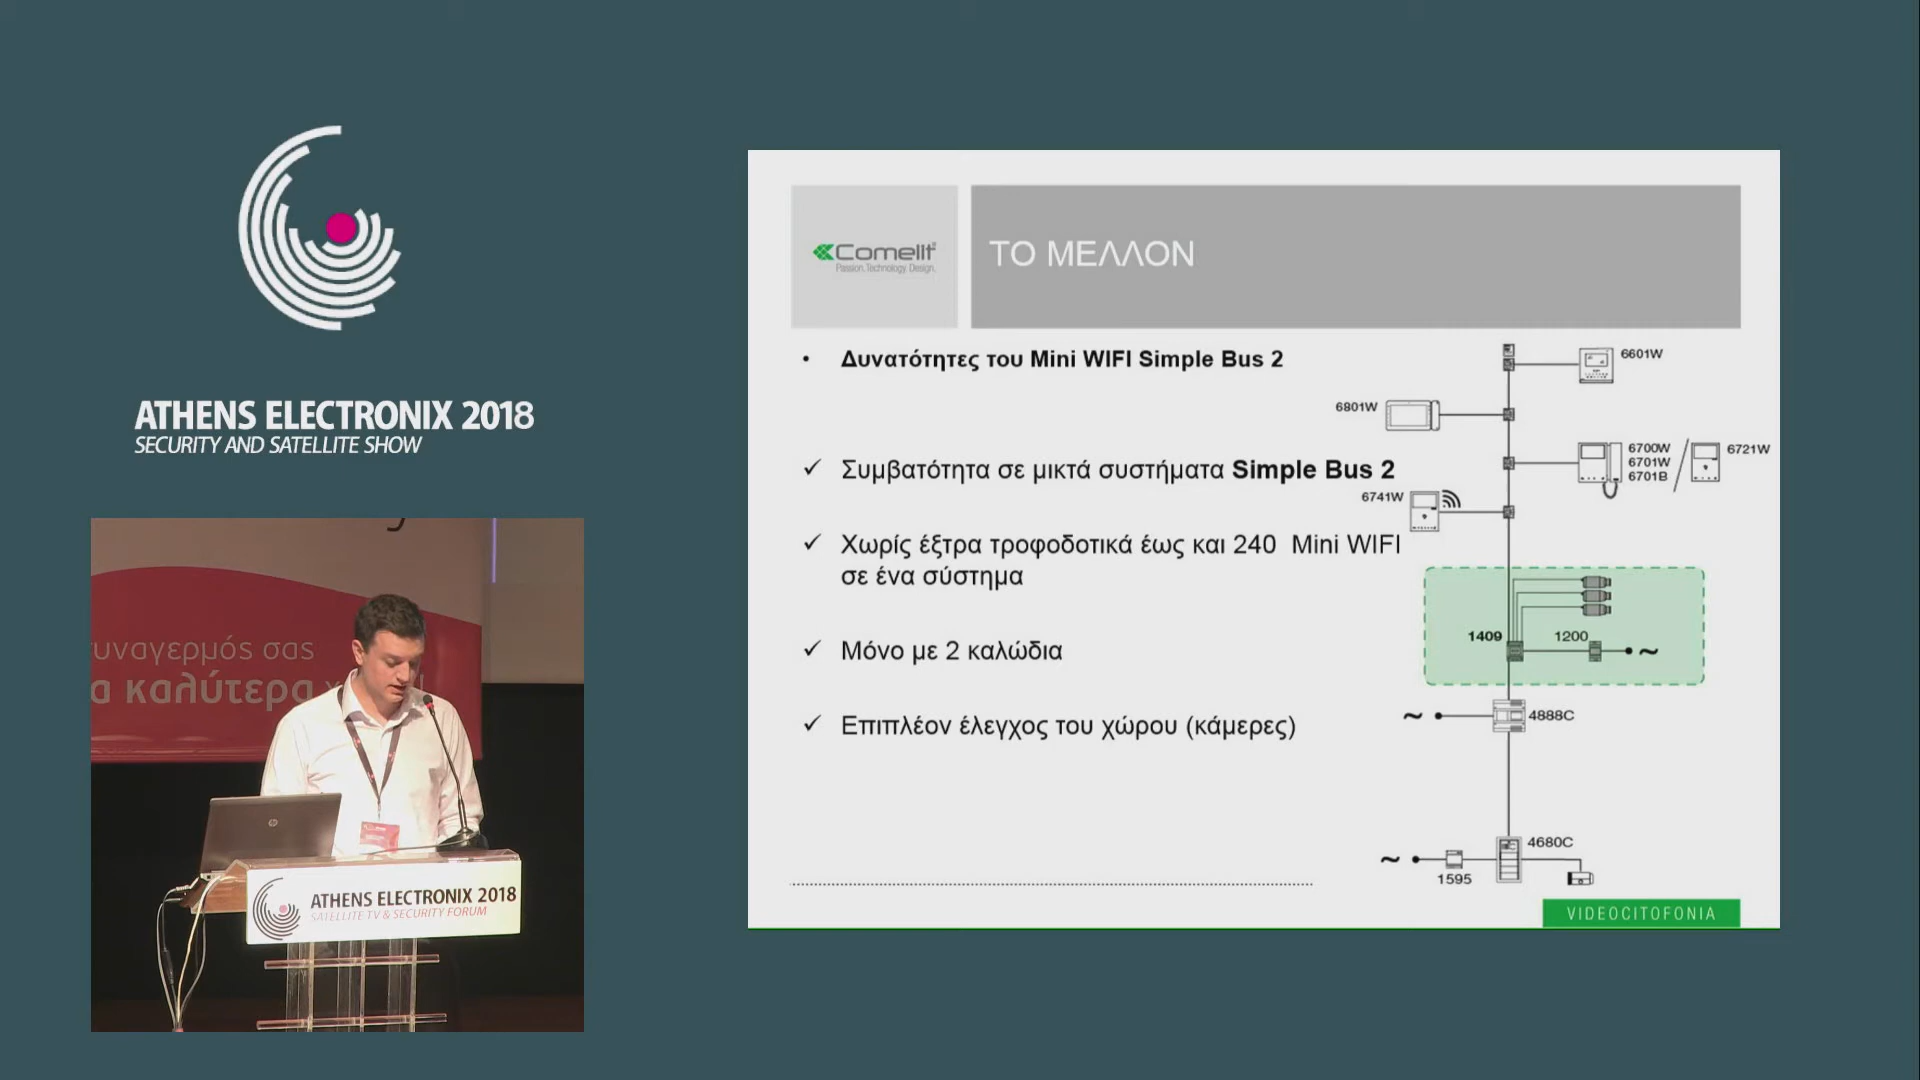 ATHENS ELECTRONIX 2018
SECURITY AND SATELLITE SHOW
υναγερμός σας
α καλύτερα
hp
ATHENS ELECTRONIX 2018
SATELLITE TV & SECURITY FORUM
Comelit
Passion.Technology.Design.
ΤΟ ΜΕΛΛΟΝ
• Δυνατότητες του Mini WIFI Simple Bus 2
✓ Συμβατότητα σε μικτά συστήματα Simple Bus 2
✓ Χωρίς έξτρα τροφοδοτικά έως και 240 Mini WIFI
σε ένα σύστημα
✓ Μόνο με 2 καλώδια
✓ Επιπλέον έλεγχος του χώρου (κάμερες)
6601W
6801W
6700W
6701W
6701B
6721W
6741W
1409
1200
4888C
4680C
1595
VIDEOCITOFONIA